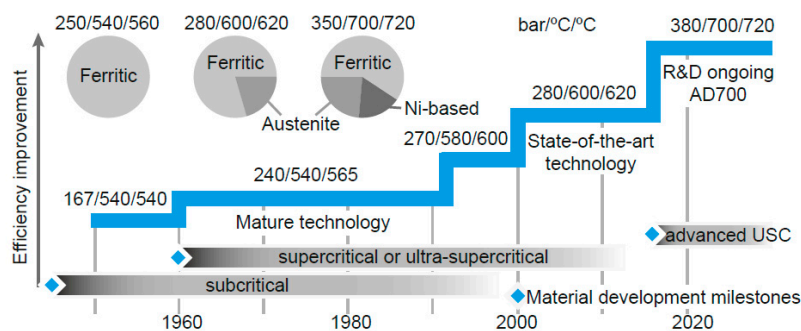 250/540/560
280/600/620
350/700/720
bar/°C/°C
380/700/720
Ferritic
Ferritic
Ferritic
R&D ongoing
AD700
Austenite
Ni-based
280/600/620
270/580/600
State-of-the-art
technology
240/540/565
167/540/540
Mature technology
Efficiency improvement
advanced USC
supercritical or ultra-supercritical
subcritical
Material development milestones
1960
1980
2000
2020